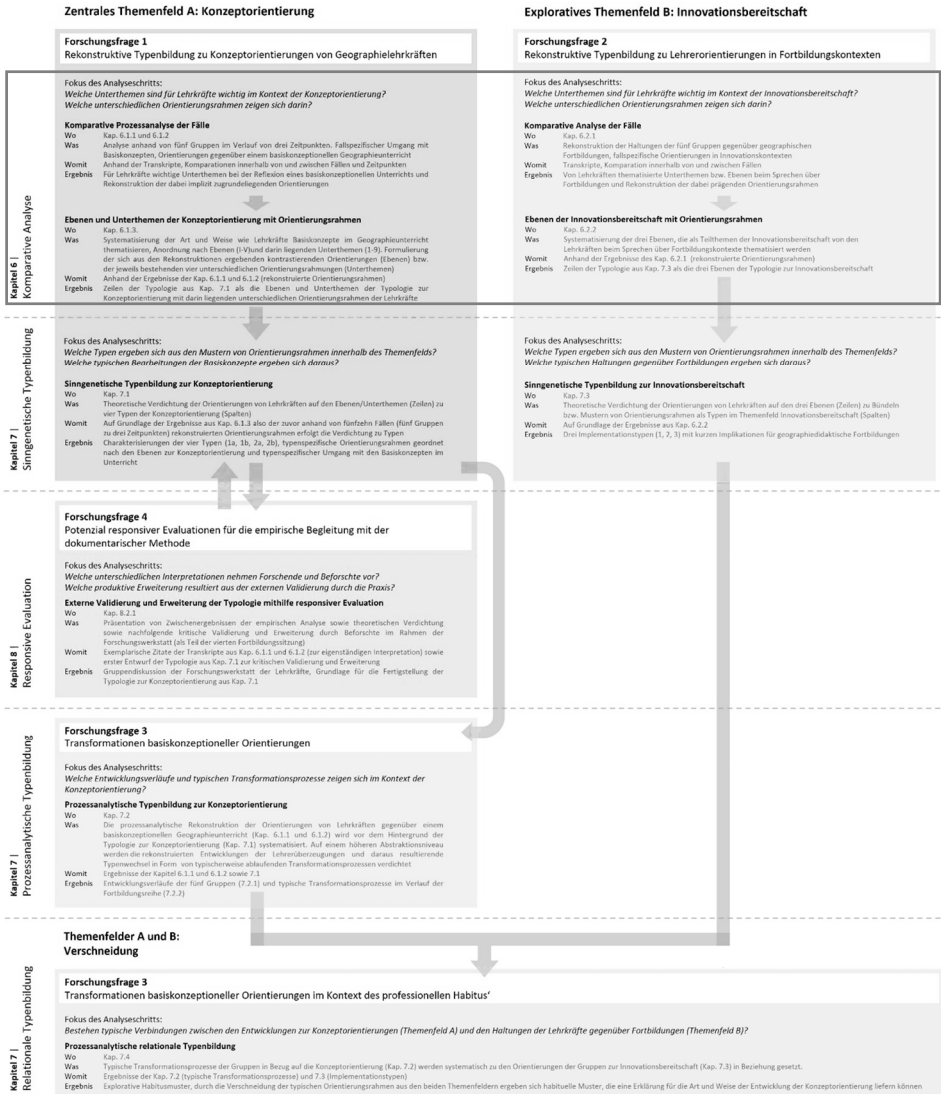 Zentrales Themenfeld A: Konzeptorientierung
Exploratives Themenfeld B: Innovationsbereitschaft
Forschungsfrage 1
Rekonstruktive Typenbildung zu Konzeptorientierungen von Geographielehrkräften
Forschungsfrage 2
Rekonstruktive Typenbildung zu Lehrerorientierungen in Fortbildungskontexten
Kapitel 6 |
Komparative Analyse
Fokus des Analyseschritts:
Welche Unterthemen sind für Lehrkräfte wichtig im Kontext der Konzeptorientierung?
Welche unterschiedlichen Orientierungsrahmen zeigen sich darin?
Komparative Prozessanalyse der Fälle
Wo Kap. 6.1.1 und 6.1.2
Was Analyse anhand von fünf Gruppen im Verlauf von drei Zeitpunkten. Fallspezifischer Umgang mit
Basiskonzepten, Orientierungen gegenüber einem basiskonzeptionellen Geographieunterricht
Womit Anhand der Transkripte, Komparationen innerhalb von und zwischen Fällen und Zeitpunkten
Ergebnis Für Lehrkräfte wichtige Unterthemen bei der Reflexion eines basiskonzeptionellen Unterrichts und
Rekonstruktion der dabei implizit zugrundeliegenden Orientierungen
Ebenen und Unterthemen der Konzeptorientierung mit Orientierungsrahmen
Wo Kap. 6.1.3.
Was Systematisierung der Art und Weise wie Lehrkräfte Basiskonzepte im Geographieunterricht
thematisieren, Anordnung nach Ebenen (I-V)und darin liegenden Unterthemen (1-9). Formulierung
der sich aus den Rekonstruktionen ergebenden kontrastierenden Orientierungen (Ebenen) bzw.
der jeweils bestehenden vier unterschiedlichen Orientierungsrahmungen (Unterthemen)
Womit Anhand der Ergebnisse der Kap. 6.1.1 und 6.1.2 (rekonstruierte Orientierungsrahmen)
Ergebnis Zeilen der Typologie aus Kap. 7.1 als die Ebenen und Unterthemen der Typologie zur
Konzeptorientierung mit darin liegenden unterschiedlichen Orientierungsrahmen der Lehrkräfte
Fokus des Analyseschritts:
Welche Unterthemen sind für Lehrkräfte wichtig im Kontext der Innovationsbereitschaft?
Welche unterschiedlichen Orientierungsrahmen zeigen sich darin?
Komparative Analyse der Fälle
Wo Kap. 6.2.1
Was Rekonstruktion der Haltungen der fünf Gruppen gegenüber geographischen
Fortbildungen, fallspezifische Orientierungen in Innovationskontexten
Womit Transkripte, Komparation innerhalb von und zwischen Fällen
Ergebnis Von Lehrkräften thematisierte Unterthemen bzw. Ebenen beim Sprechen über
Fortbildungen und Rekonstruktion der dabei prägenden Orientierungsrahmen
Ebenen der Innovationsbereitschaft mit Orientierungsrahmen
Wo Kap. 6.2.2
Was Systematisierung der drei Ebenen, die als Teilthemen der Innovationsbereitschaft von den
Lehrkräften beim Sprechen über Fortbildungskontexte thematisiert werden
Womit Anhand der Ergebnisse des Kap. 6.2.1 (rekonstruierte Orientierungsrahmen)
Ergebnis Zeilen der Typologie aus Kap. 7.3 als die drei Ebenen der Typologie zur Innovationsbereitschaft
Kapitel 7 |
Sinngenetische Typenbildung
Fokus des Analyseschritts:
Welche Typen ergeben sich aus den Mustern von Orientierungsrahmen innerhalb des Themenfelds?
Welche typischen Bearbeitungen der Basiskonzepte ergeben sich daraus?
Sinngenetische Typenbildung zur Konzeptorientierung
Wo Kap. 7.1
Was Theoretische Verdichtung der Orientierungen von Lehrkräften auf den Ebenen/Unterthemen (Zeilen) zu
vier Typen der Konzeptorientierung (Spalten)
Womit Auf Grundlage der Ergebnisse aus Kap. 6.1.3 also der zuvor anhand von fünfzehn Fällen (fünf Gruppen
zu drei Zeitpunkten) rekonstruierten Orientierungsrahmen erfolgt die Verdichtung zu Typen
Ergebnis Charakterisierungen der vier Typen (1a, 1b, 2a, 2b), typenspezifische Orientierungen geordnet
nach den Ebenen zur Konzeptorientierung und typenspezifischer Umgang mit den Basiskonzepten im
Unterricht
Fokus des Analyseschritts:
Welche Typen ergeben sich aus den Mustern von Orientierungsrahmen innerhalb des Themenfelds?
Welche typischen Haltungen gegenüber Fortbildungen ergeben sich daraus?
Sinngenetische Typenbildung zur Innovationsbereitschaft
Wo Kap. 7.3
Was Theoretische Verdichtung der Orientierungen von Lehrkräften auf den drei Ebenen (Zeilen) zu Bündeln
bzw. Mustern von Orientierungsrahmen als Typen im Themenfeld Innovationsbereitschaft (Spalten)
Womit Auf Grundlage der Ergebnisse aus Kap. 6.2.2
Ergebnis Drei Implementationstypen (1, 2, 3) mit kurzen Implikationen für geographiedidaktische Fortbildungen
Kapitel 8 |
Responsive Evaluation
Forschungsfrage 4
Potenzial responsiver Evaluationen für die empirische Begleitung mit der
dokumentarischer Methode
Fokus des Analyseschritts:
Welche unterschiedlichen Interpretationen nehmen Forschende und Beforschte vor?
Welche produktive Erweiterung resultiert aus der externen Validierung durch die Praxis?
Externe Validierung und Erweiterung der Typologie mithilfe responsiver Evaluation
Wo Kap. 8.2.1
Was Präsentation von Zwischenergebnissen der empirischen Analyse sowie theoretischen Verdichtung
sowie nachfolgende kritische Validierung und Erweiterung durch Beforschte im Rahmen der
Forschungswerkstatt (als Teil der vierten Fortbildungssitzung)
Womit Exemplarische Zitate der Transkripte aus Kap. 6.1.1 und 6.1.2 (zur eigenständigen Interpretation) sowie
erster Entwurf der Typologie aus Kap. 7.1 zur kritischen Validierung und Erweiterung
Ergebnis Gruppendiskussion der Forschungswerkstatt der Lehrkräfte, Grundlage für die Fertigstellung der
Typologie zur Konzeptorientierung aus Kap. 7.1
Kapitel 7 |
Prozessanalytische Typenbildung
Forschungsfrage 3
Transformationen basiskonzeptioneller Orientierungen
Fokus des Analyseschritts:
Welche Entwicklungsverläufe und typischen Transformationsprozesse zeigen sich im Kontext der
Konzeptorientierung?
Prozessanalytische Typenbildung zur Konzeptorientierung
Wo Kap. 7.2
Was Die prozessanalytische Rekonstruktion der Orientierungen von Lehrkräften gegenüber einem
basiskonzeptionellen Geographieunterricht (Kap. 6.1.1 und 6.1.2) wird vor dem Hintergrund der
Typologie zur Konzeptorientierung (Kap. 7.1) systematisiert. Auf einem höheren Abstraktionsniveau
werden die rekonstruierten Entwicklungen der Lehrerüberzeugungen und daraus resultierende
Typenwechsel in Form von typischerweise ablaufenden Transformationsprozessen verdichtet
Womit Ergebnisse der Kapitel 6.1.1 und 6.1.2 sowie 7.1
Ergebnis Entwicklungsverläufe der fünf Gruppen (7.2.1) und typische Transformationsprozesse im Verlauf der
Fortbildungsreihe (7.2.2)
Kapitel 7 |
Relationale Typenbildung
Themenfelder A und B:
Verschneidung
Forschungsfrage 3
Transformationen basiskonzeptioneller Orientierungen im Kontext des professionellen Habitus‘
Fokus des Analyseschritts:
Bestehen typische Verbindungen zwischen den Entwicklungen zur Konzeptorientierungen (Themenfeld A) und den Haltungen der Lehrkräfte gegenüber Fortbildungen (Themenfeld B)?
Prozessanalytische relationale Typenbildung
Wo Kap. 7.4
Was Typische Transformationsprozesse der Gruppen in Bezug auf die Konzeptorientierung (Kap. 7.2) werden systematisch zu den Orientierungen der Gruppen zur Innovationsbereitschaft (Kap. 7.3) in Beziehung gesetzt.
Womit Ergebnisse der Kap. 7.2 (typische Transformationsprozesse) und 7.3 (Implementationstypen)
Ergebnis Explorative Habitusmuster, durch die Verschneidung der typischen Orientierungsrahmen aus den beiden Themenfeldern ergeben sich habituelle Muster, die eine Erklärung für die Art und Weise der Entwicklung der Konzeptorientierung liefern können